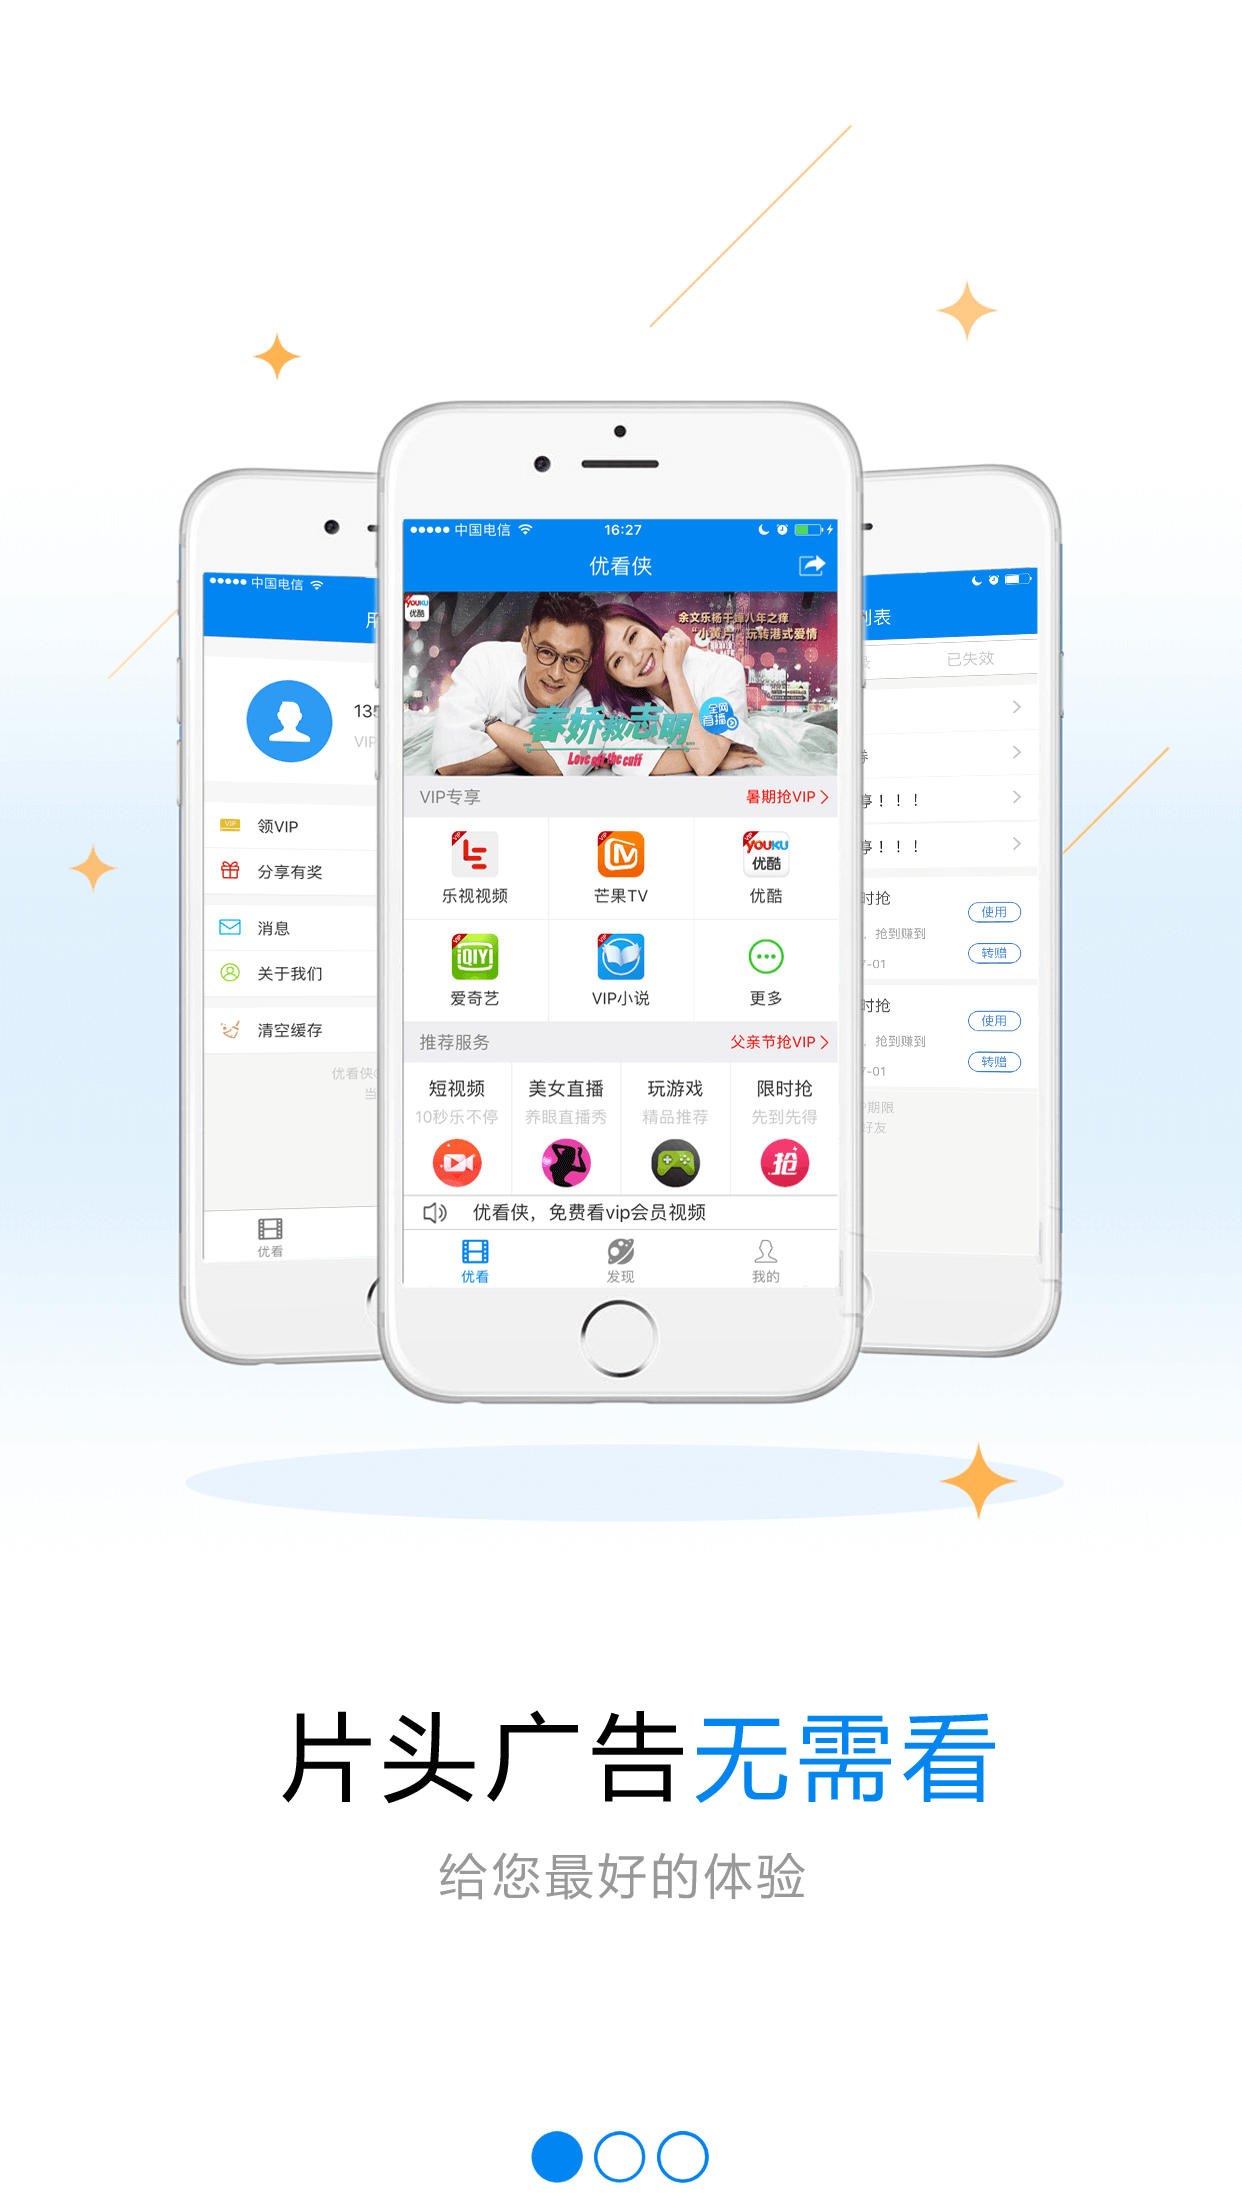 中国电信
16:27
优看侠
YOUKU
优酷
余文乐杨千嬅八年之痒
“小黄片”玩转港式爱情
全网
首播
春娇救志明
Love off the cuff
VIP专享
暑期抢VIP
乐视视频
芒果TV
YOUKU
优酷
优酷
iQIYI
爱奇艺
VIP小说
更多
推荐服务
父亲节抢VIP
短视频
美女直播
玩游戏
限时抢
10秒乐不停
养眼直播秀
精品推荐
先到先得
抢
优看侠，免费看vip会员视频
优看
发现
我的
中国电信
135
VIP
VIP
领VIP
分享有奖
消息
关于我们
清空缓存
优看侠
当
优看
列表
已失效
！！！
！！！
时抢
使用
，抢到赚到
转赠
-01
时抢
使用
，抢到赚到
转赠
-01
期限
好友
片头广告无需看
给您最好的体验